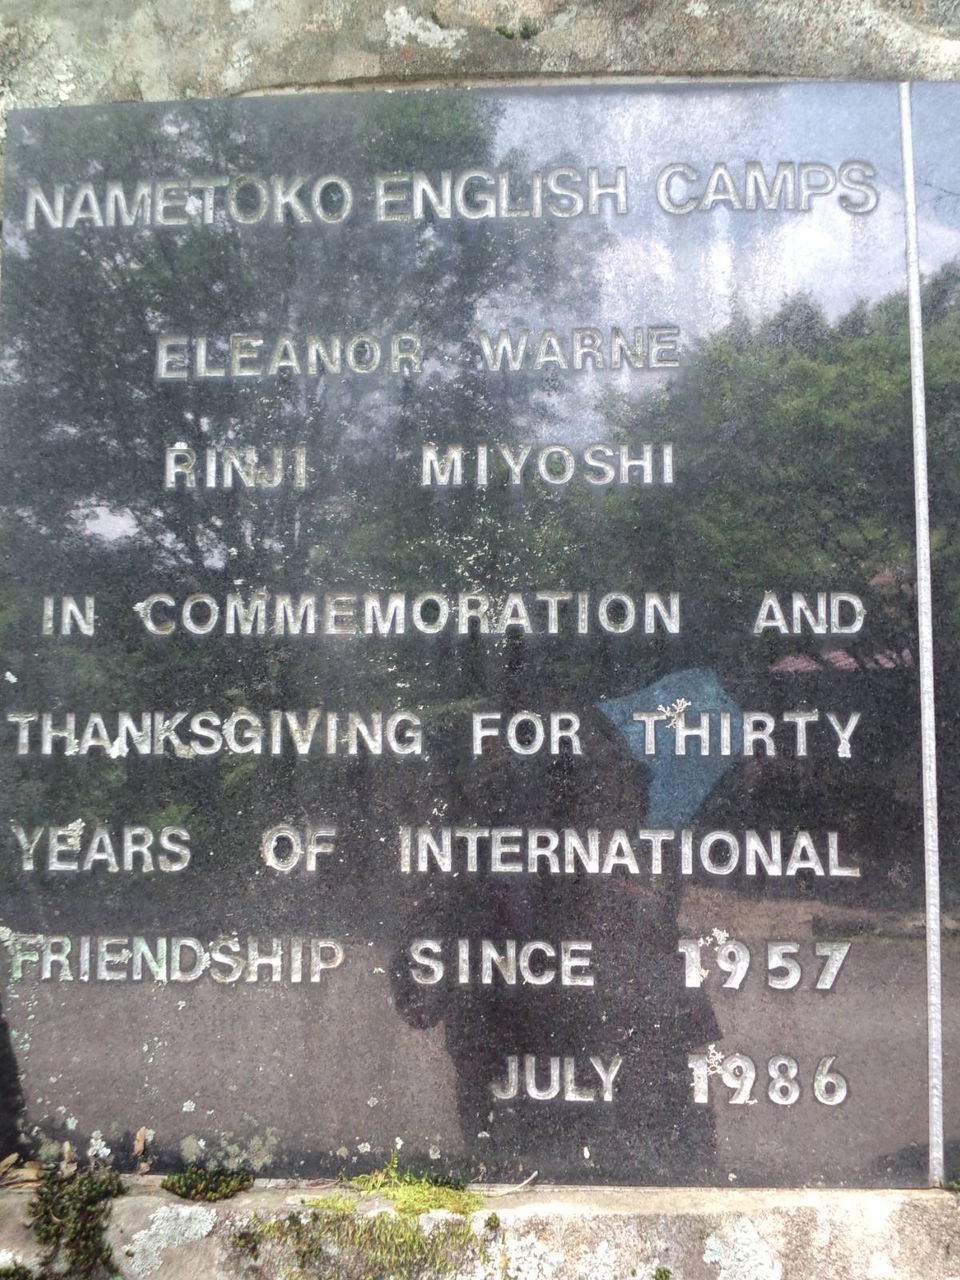 NAMETOKO ENGLISH CAMPS
ELEANOR WARNE
RINJI MIYOSHI
IN COMMEMORATION AND
THANKSGIVING FOR THIRTY
YEARS OF INTERNATIONAL
FRIENDSHIP SINCE 1957
JULY 1986